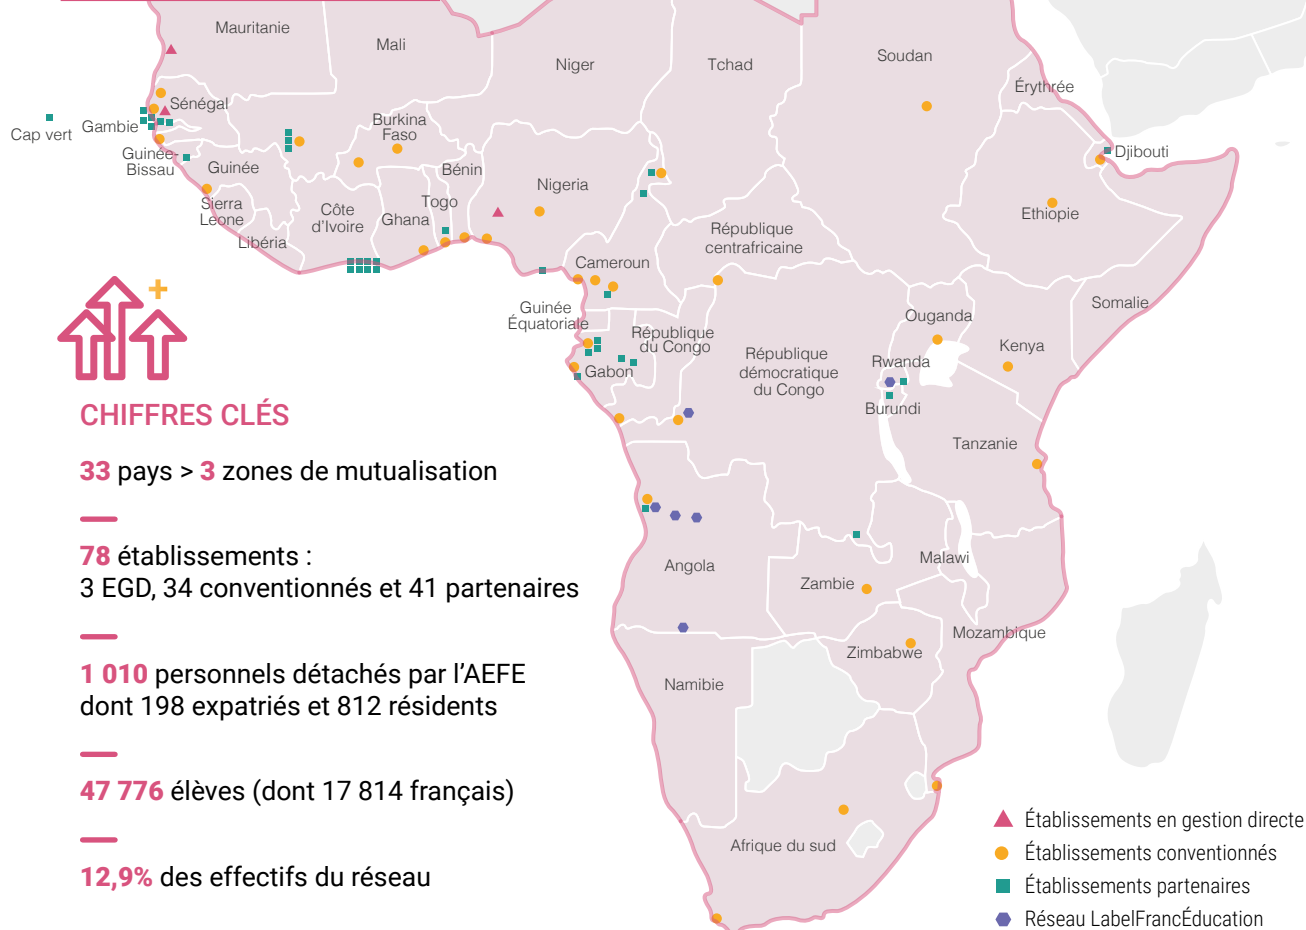 Mauritanie
Mali
Niger
Tchad
Soudan
Érythrée
Sénégal
Cap vert
Gambie
Burkina
Faso
Djibouti
Guinée-
Bissau
Guinée
Bénin
Nigeria
Sierra
Leone
Côte
d'Ivoire
Togo
Ghana
Ethiopie
Libéria
République
centrafricaine
Cameroun
Somalie
Guinée
Équatoriale
République
du Congo
Ouganda
Kenya
République
démocratique
du Congo
Rwanda
Gabon
Burundi
Tanzanie
Angola
Malawi
Zambie
Mozambique
Zimbabwe
Namibie
Afrique du sud
+
CHIFFRES CLÉS
33 pays > 3 zones de mutualisation
78 établissements :
3 EGD, 34 conventionnés et 41 partenaires
1 010 personnels détachés par l’AEFE
dont 198 expatriés et 812 résidents
47 776 élèves (dont 17 814 français)
12,9% des effectifs du réseau
Établissements en gestion directe
Établissements conventionnés
Établissements partenaires
Réseau LabelFrancÉducation